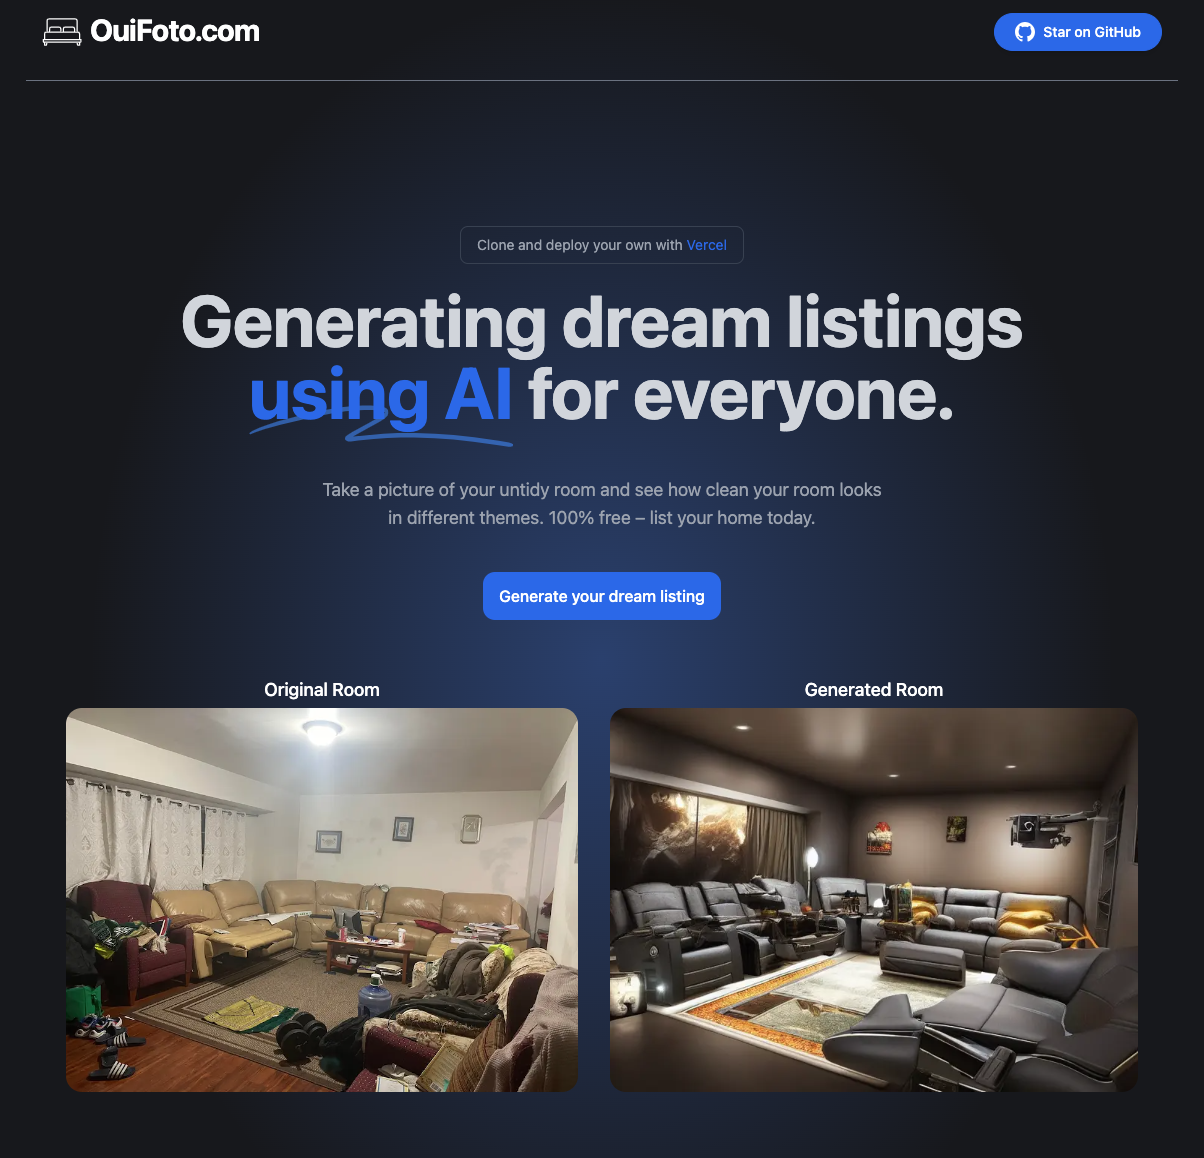 OuiFoto.com
Star on GitHub
Clone and deploy your own with Vercel
Generating dream listings
using AI for everyone.
Take a picture of your untidy room and see how clean your room looks
in different themes. 100% free – list your home today.
Generate your dream listing
Original Room
Generated Room